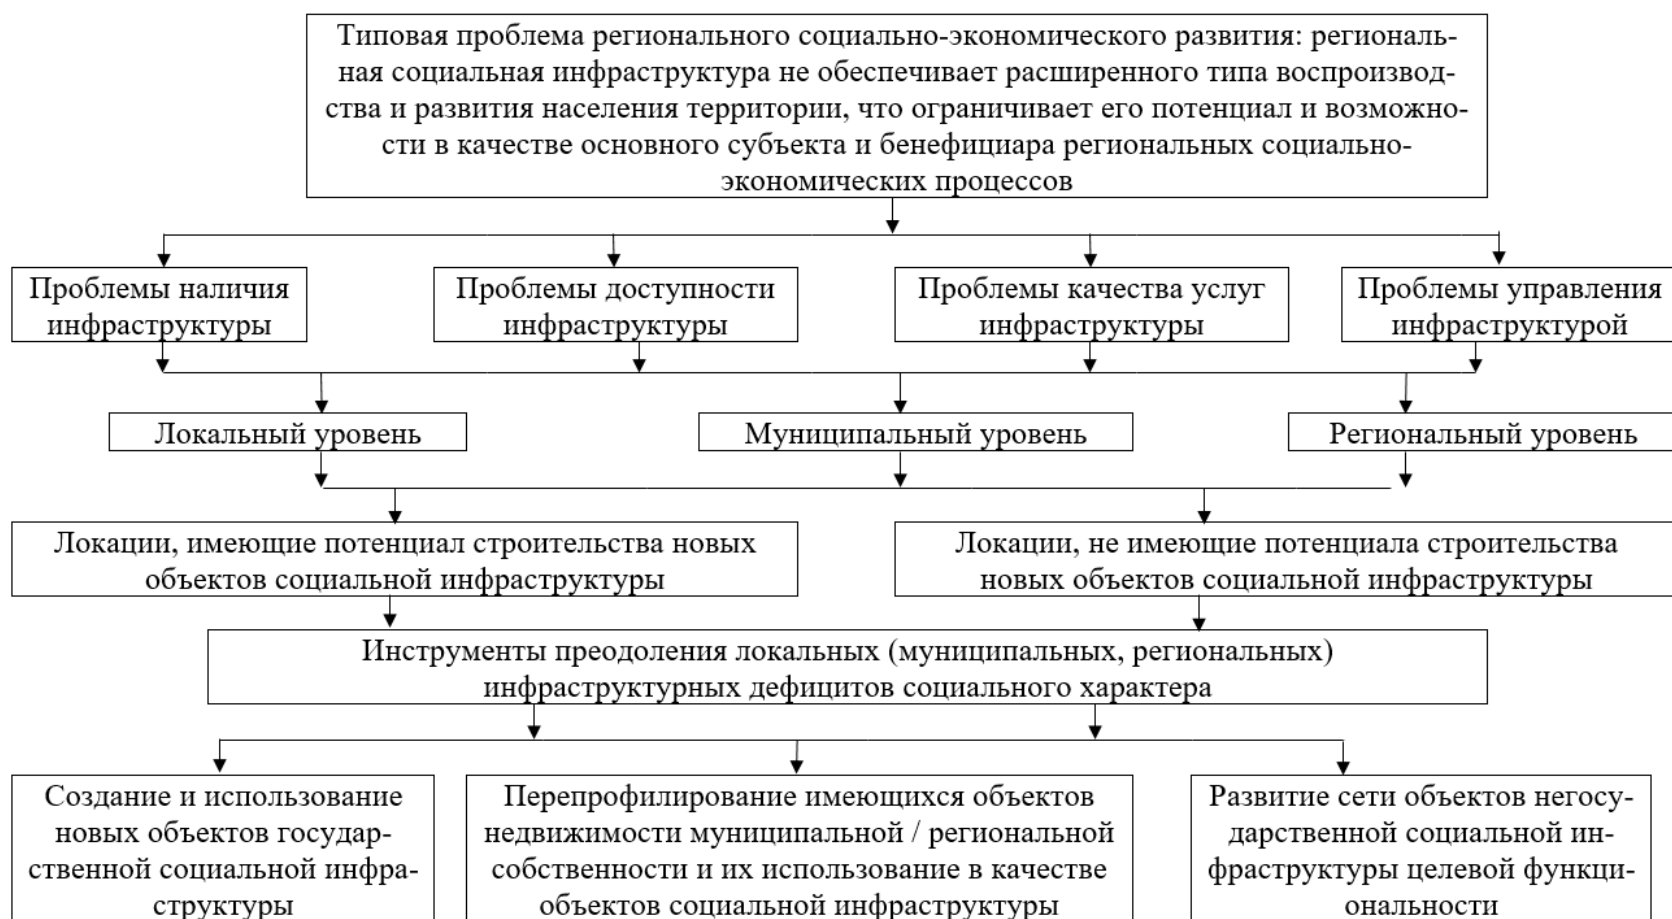 Типовая проблема регионального социально-экономического развития: региональ-
ная социальная инфраструктура не обеспечивает расширенного типа воспроизвод-
ства и развития населения территории, что ограничивает его потенциал и возможно-
сти в качестве основного субъекта и бенефициара региональных социально-
экономических процессов
Проблемы наличия
инфраструктуры
Проблемы доступности
инфраструктуры
Проблемы качества услуг
инфраструктуры
Проблемы управления
инфраструктурой
Локальный уровень
Муниципальный уровень
Региональный уровень
Локации, имеющие потенциал строительства новых
объектов социальной инфраструктуры
Локации, не имеющие потенциала строительства
новых объектов социальной инфраструктуры
Инструменты преодоления локальных (муниципальных, региональных)
инфраструктурных дефицитов социального характера
Создание и использование
новых объектов государ-
ственной социальной инфра-
структуры
Перепрофилирование имеющихся объектов
недвижимости муниципальной / региональной
собственности и их использование в качестве
объектов социальной инфраструктуры
Развитие сети объектов негосу-
дарственной социальной ин-
фраструктуры целевой функци-
ональности